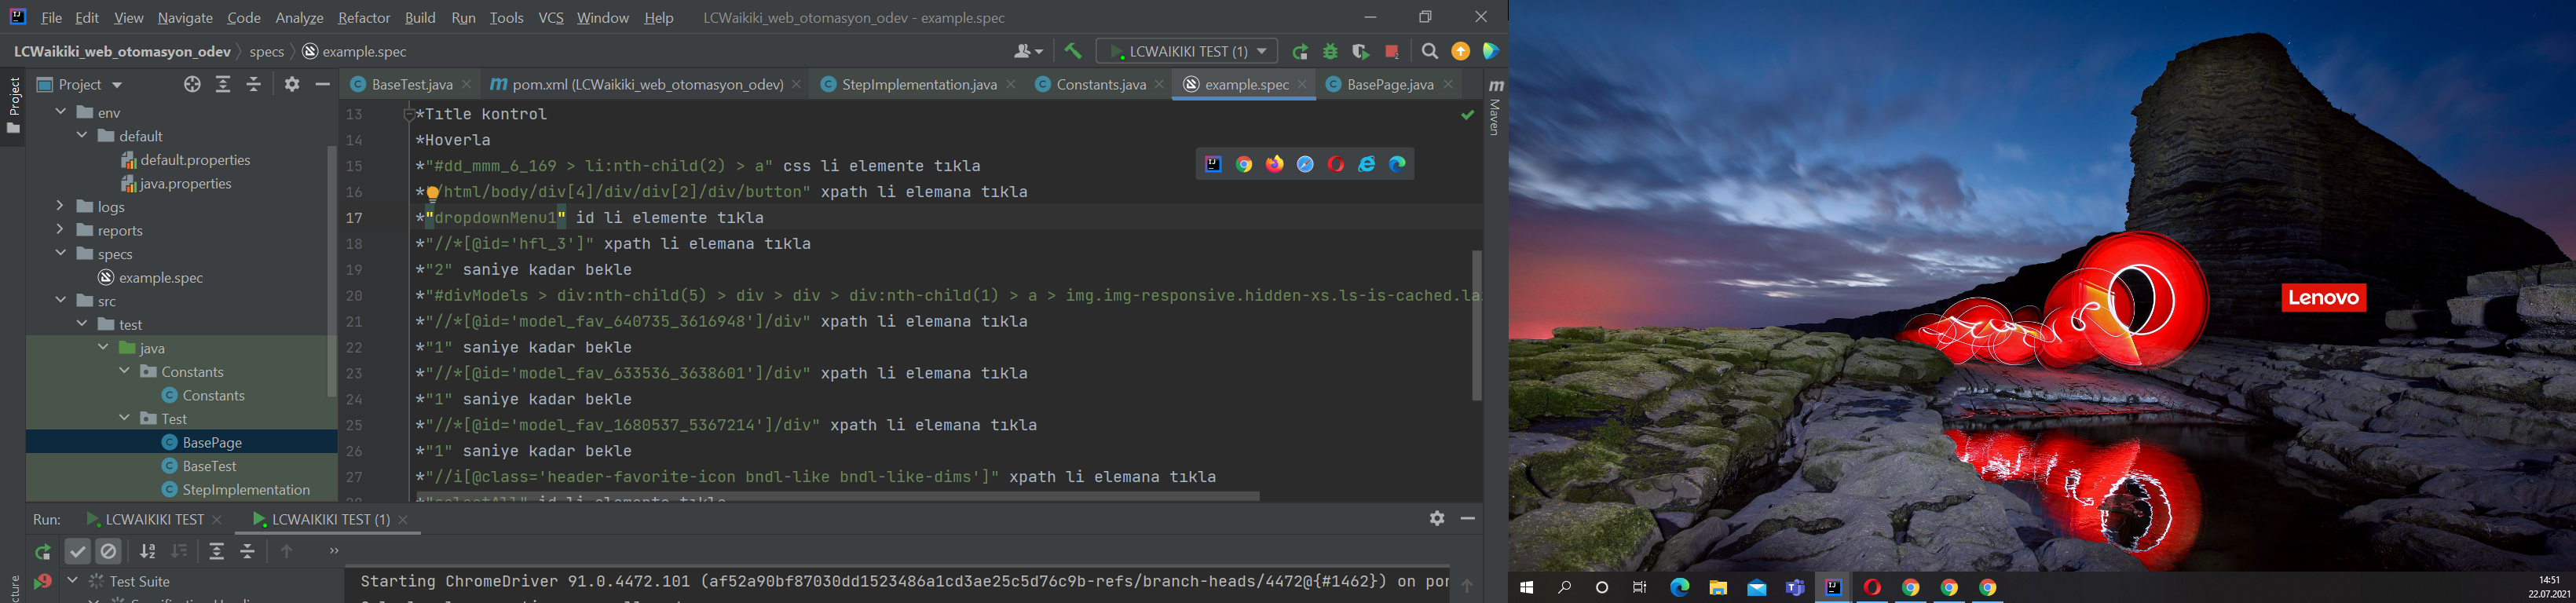 File Edit View Navigate Code Analyze Refactor Build Run Tools VCS Window Help LCWaikiki_web_otomasyon_odev - example.spec
LCWaikiki_web_otomasyon_odev specs example.spec
LCWAIKIKI TEST (1)
Project
BaseTest.java pom.xml (LCWaikiki_web_otomasyon_odev) StepImplementation.java Constants.java example.spec BasePage.java
Project
Maven
env
default
default.properties
java.properties
logs
reports
specs
example.spec
src
test
java
Constants
Constants
Test
BasePage
BaseTest
StepImplementation
13 *Tıtle kontrol
14 *Hoverla
15 *"#dd_mmm_6_169 > li:nth-child(2) > a" css li elemente tıkla
16 *"/html/body/div[4]/div/div[2]/div/button" xpath li elemana tıkla
17 *"dropdownMenu1" id li elemente tıkla
18 *"//*[@id='hfl_3']" xpath li elemana tıkla
19 *"2" saniye kadar bekle
20 *"#divModels > div:nth-child(5) > div > div > div:nth-child(1) > a > img.img-responsive.hidden-xs.ls-is-cached.la
21 *"//*[@id='model_fav_640735_3616948']/div" xpath li elemana tıkla
22 *"1" saniye kadar bekle
23 *"//*[@id='model_fav_633536_3638601']/div" xpath li elemana tıkla
24 *"1" saniye kadar bekle
25 *"//*[@id='model_fav_1680537_5367214']/div" xpath li elemana tıkla
26 *"1" saniye kadar bekle
27 *"//i[@class='header-favorite-icon bndl-like bndl-like-dims']" xpath li elemana tıkla
Run: LCWAIKIKI TEST LCWAIKIKI TEST (1)
Test Suite
Starting ChromeDriver 91.0.4472.101 (af52a90bf87030dd1523486a1cd3ae25c5d76c9b-refs/branch-heads/4472@{#1462}) on por
Lenovo
14:51
22.07.2021